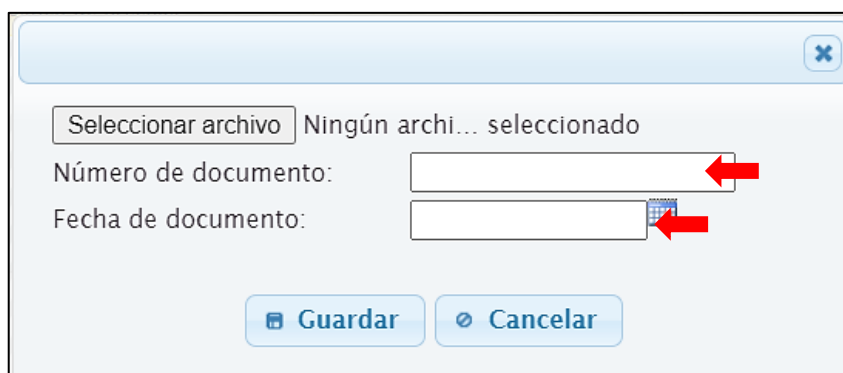 Seleccionar archivo Ningún archi... seleccionado
Número de documento:
Fecha de documento:
Guardar Cancelar